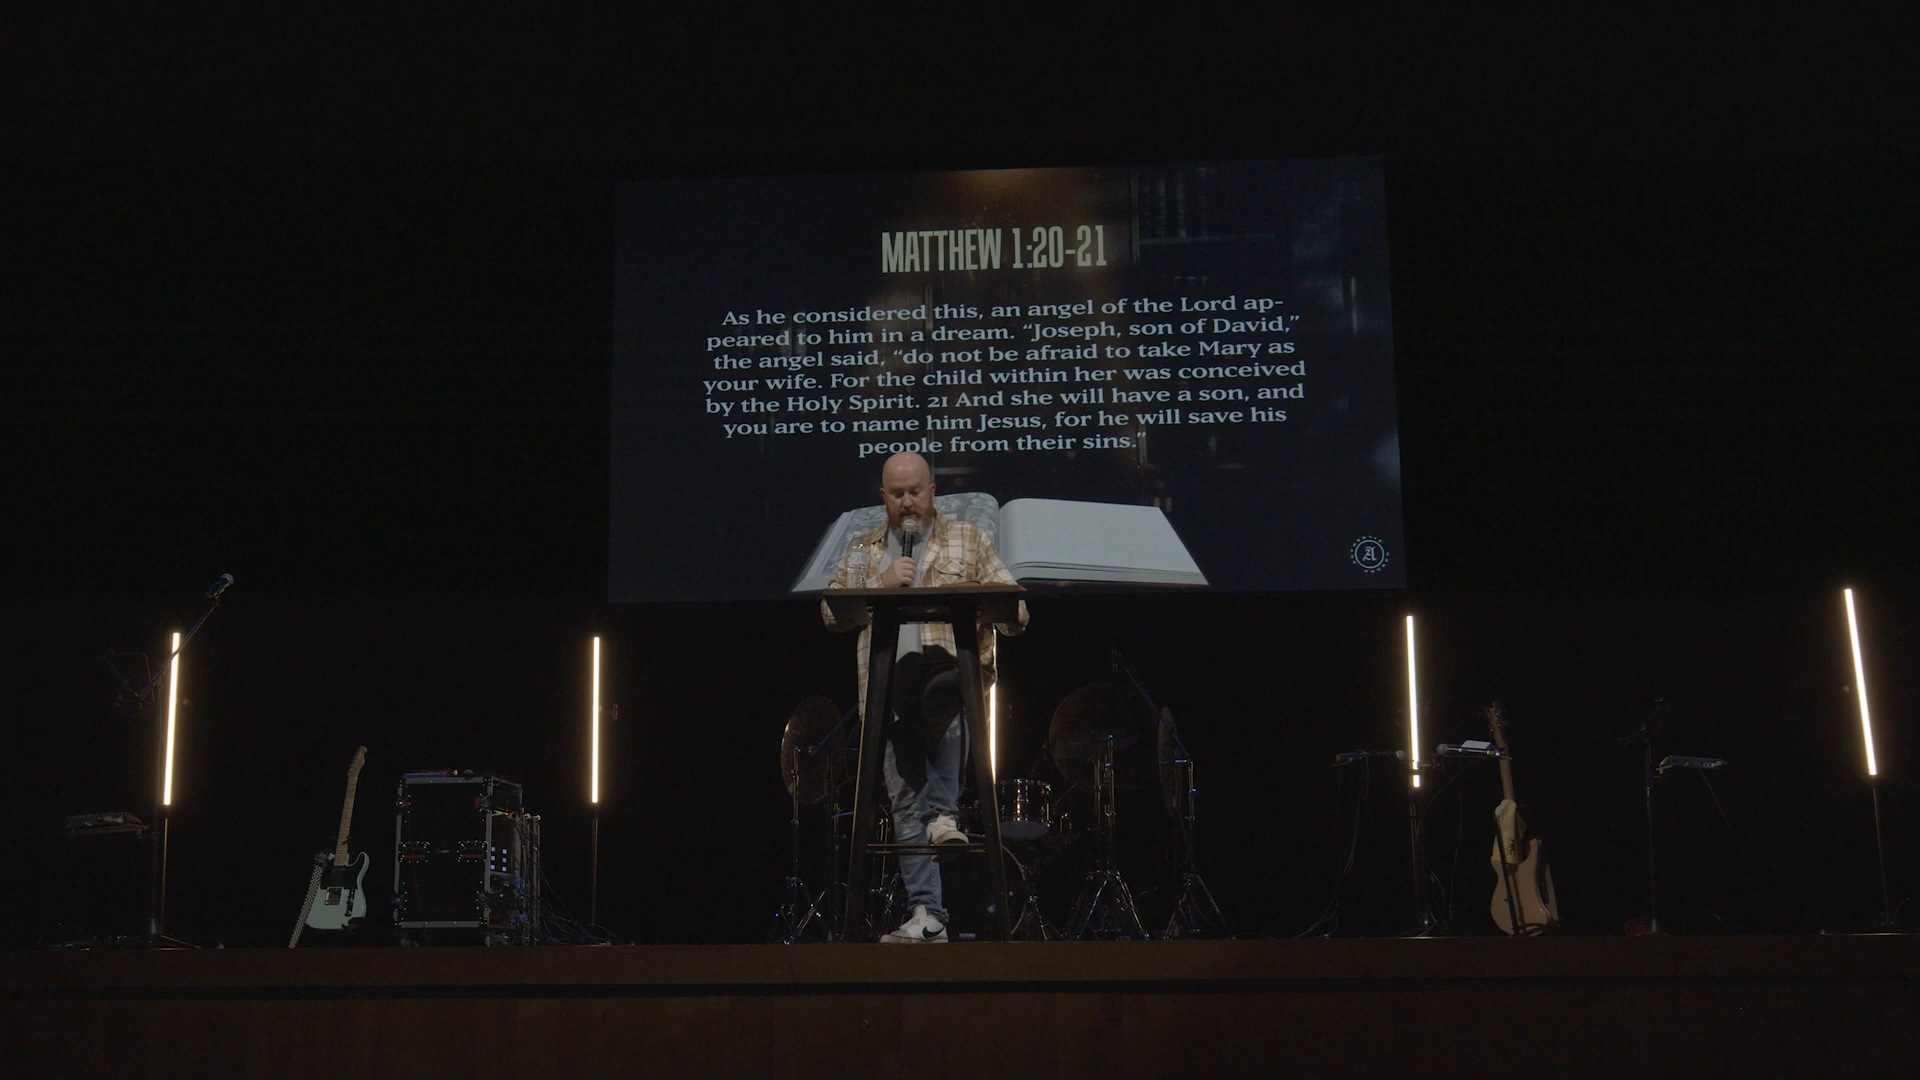 MATTHEW 1:20-21
As he considered this, an angel of the Lord ap-
peared to him in a dream. “Joseph, son of David,”
the angel said, “do not be afraid to take Mary as
your wife. For the child within her was conceived
by the Holy Spirit. 21 And she will have a son, and
you are to name him Jesus, for he will save his
people from their sins.”
A